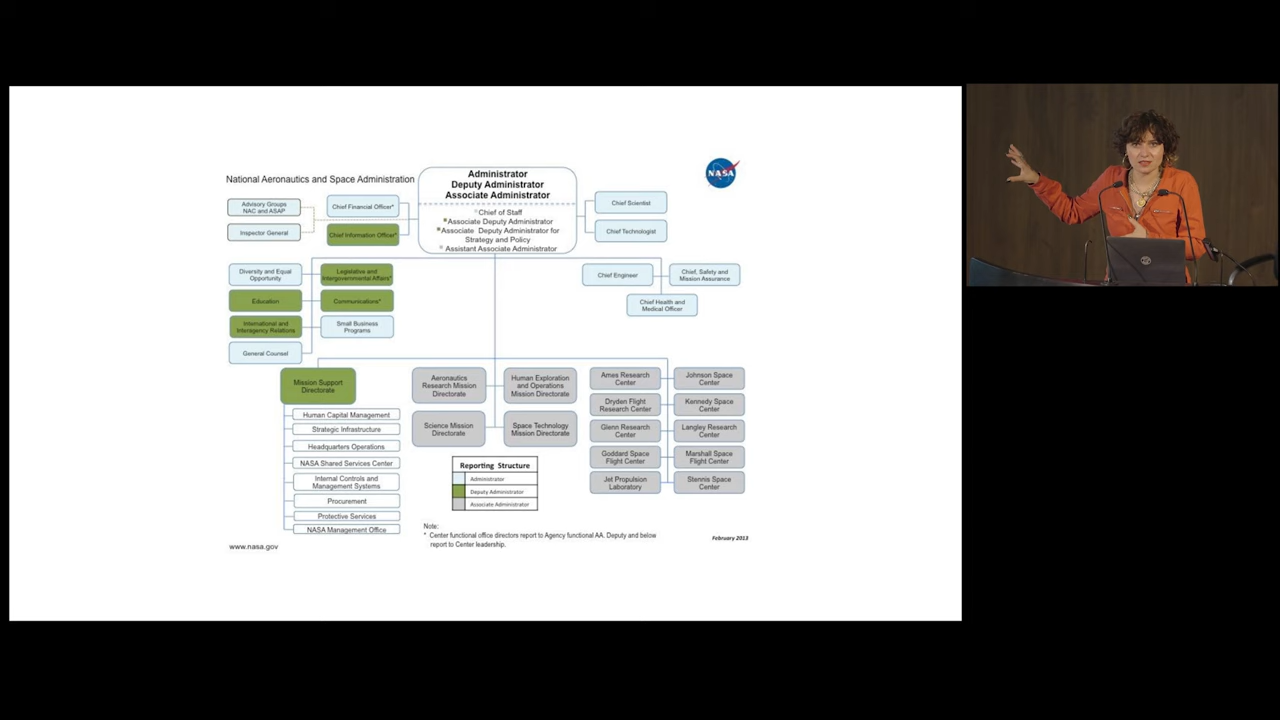 National Aeronautics and Space Administration
Administrator
Deputy Administrator
Associate Administrator
Chief of Staff
Associate Deputy Administrator
Associate Deputy Administrator for
Strategy and Policy
Assistant Associate Administrator
NASA
Advisory Groups
NAC and ASAP
Chief Financial Officer*
Inspector General
Chief Information Officer*
Chief Scientist
Chief Technologist
Diversity and Equal
Opportunity
Legislative and
Intergovernmental Affairs*
Education
Communications*
International and
Interagency Relations
Small Business
Programs
General Counsel
Chief Engineer
Chief, Safety and
Mission Assurance
Chief Health and
Medical Officer
Mission Support
Directorate
Human Capital Management
Strategic Infrastructure
Headquarters Operations
NASA Shared Services Center
Internal Controls and
Management Systems
Procurement
Protective Services
NASA Management Office
Aeronautics
Research Mission
Directorate
Human Exploration
and Operations
Mission Directorate
Science Mission
Directorate
Space Technology
Mission Directorate
Ames Research
Center
Johnson Space
Center
Dryden Flight
Research Center
Kennedy Space
Center
Glenn Research
Center
Langley Research
Center
Goddard Space
Flight Center
Marshall Space
Flight Center
Jet Propulsion
Laboratory
Stennis Space
Center
Reporting Structure
Administrator
Deputy Administrator
Associate Administrator
Note:
* Center functional office directors report to Agency functional AA. Deputy and below
report to Center leadership.
www.nasa.gov
February 2013